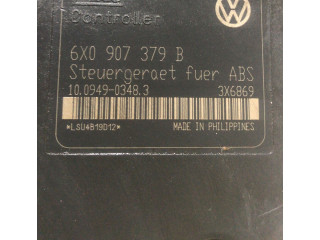 Controller
6X0 907 379 B
Steuergeraet fuer ABS
10.0949-0348.3 3X6869
*LSU4B19D12*
MADE IN PHILIPPINES